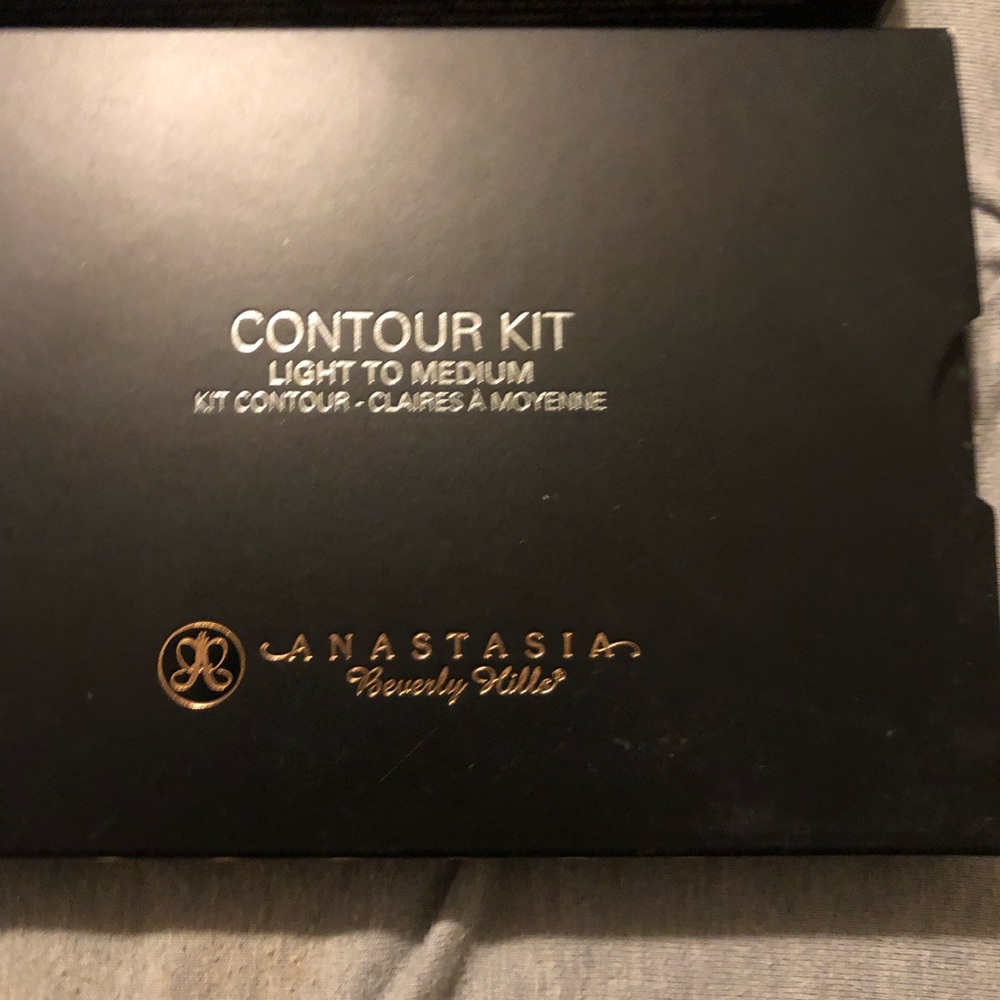 CONTOUR KIT
LIGHT TO MEDIUM
KIT CONTOUR - CLAIRES À MOYENNE
ANASTASIA
Beverly Hills®